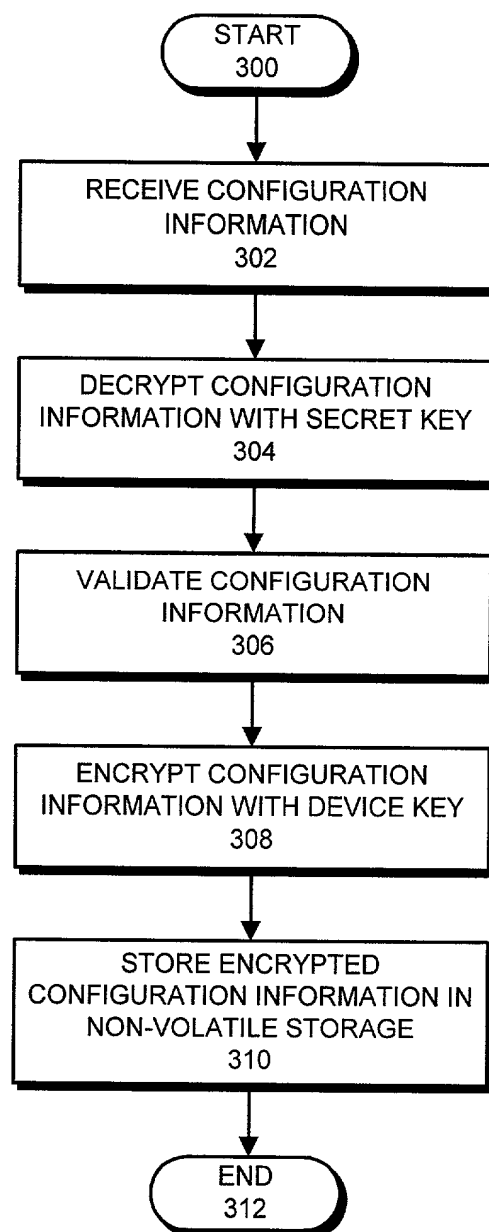 START
300
RECEIVE CONFIGURATION
INFORMATION
302
DECRYPT CONFIGURATION
INFORMATION WITH SECRET KEY
304
VALIDATE CONFIGURATION
INFORMATION
306
ENCRYPT CONFIGURATION
INFORMATION WITH DEVICE KEY
308
STORE ENCRYPTED
CONFIGURATION INFORMATION IN
NON-VOLATILE STORAGE
310
END
312